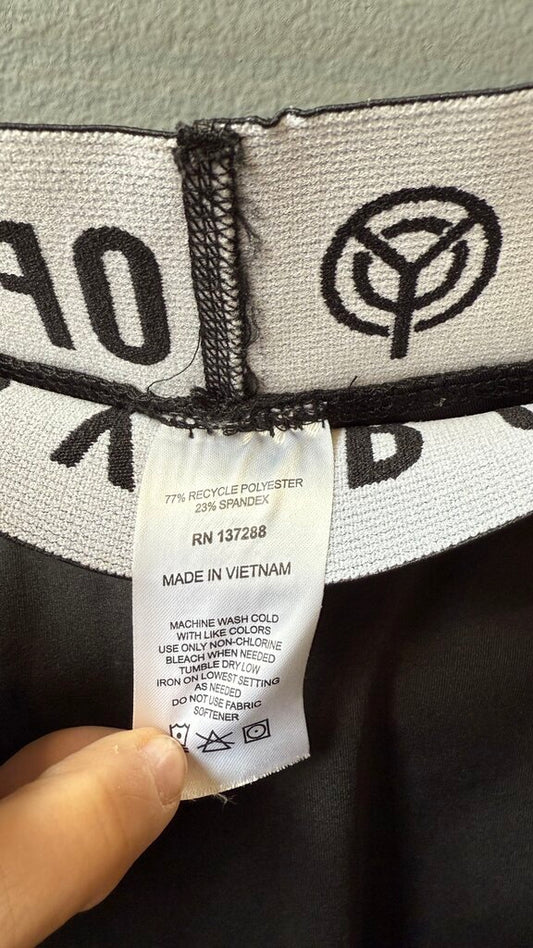 77% RECYCLE POLYESTER
23% SPANDEX
RN 137288
MADE IN VIETNAM
MACHINE WASH COLD
WITH LIKE COLORS
USE ONLY NON-CHLORINE
BLEACH WHEN NEEDED
TUMBLE DRY LOW
IRON ON LOWEST SETTING
AS NEEDED
DO NOT USE FABRIC
SOFTENER